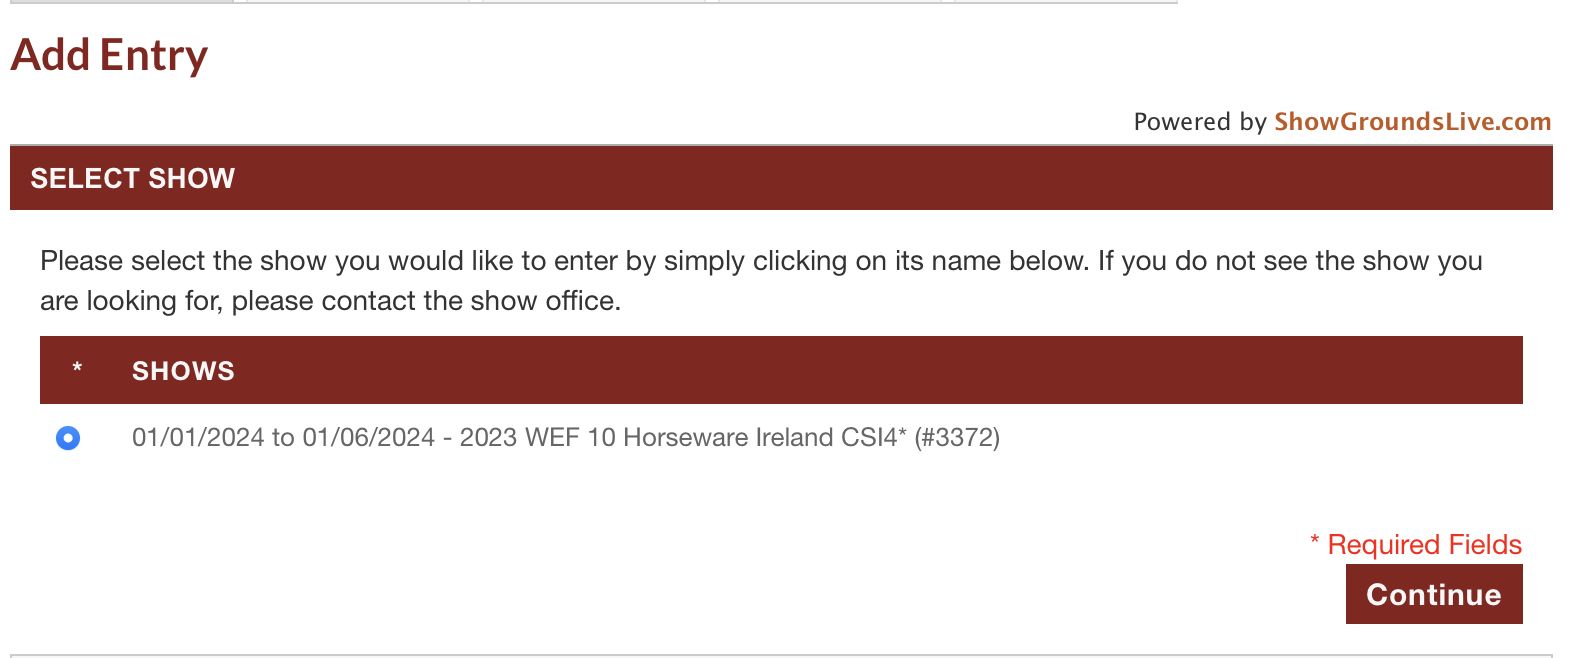 Add Entry
Powered by ShowGroundsLive.com
SELECT SHOW
Please select the show you would like to enter by simply clicking on its name below. If you do not see the show you
are looking for, please contact the show office.
* SHOWS
01/01/2024 to 01/06/2024 - 2023 WEF 10 Horseware Ireland CSI4* (#3372)
* Required Fields
Continue